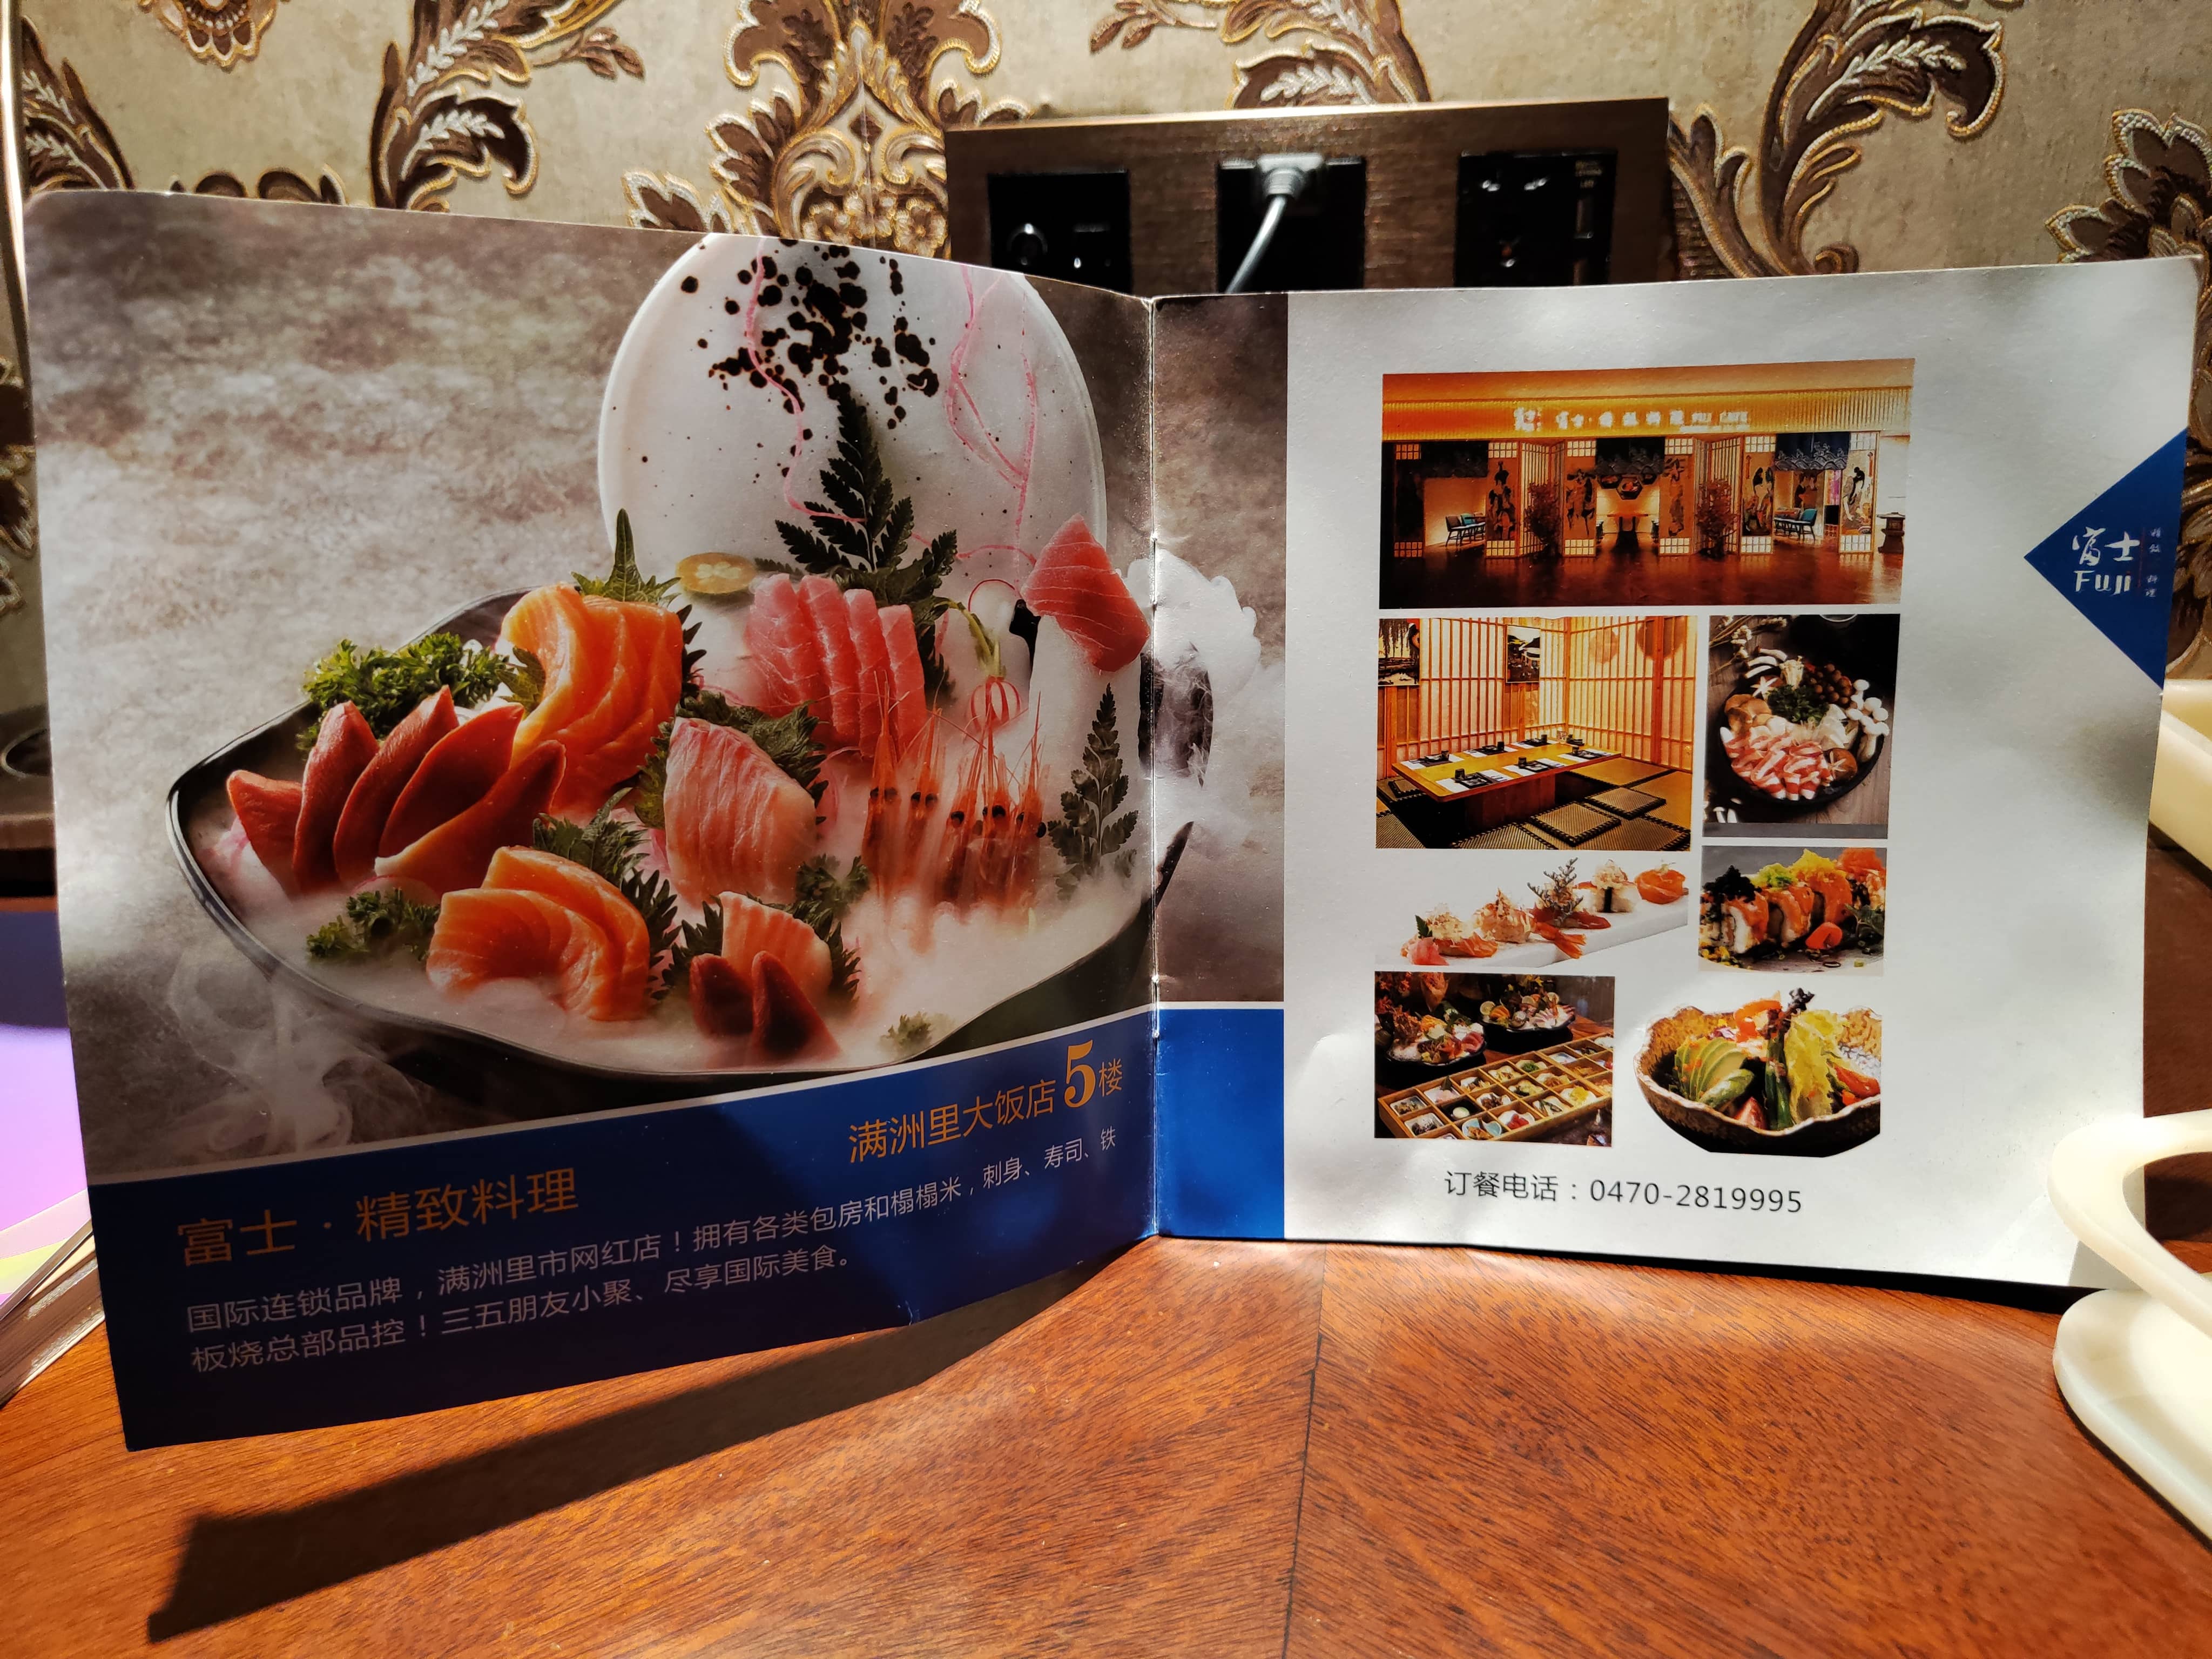 满洲里大饭店5楼
富士·精致料理
国际连锁品牌，满洲里市网红店！拥有各类包房和榻榻米，刺身、寿司、铁
板烧总部品控！三五朋友小聚、尽享国际美食。
富士
Fuji
精致 料理
订餐电话：0470-2819995